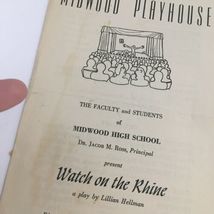 MIDWOOD PLAYHOUSE
THE FACULTY and STUDENTS
of
MIDWOOD HIGH SCHOOL
DR. JACOB M. ROSS, Principal
present
Watch on the Rhine
a play by Lillian Hellman